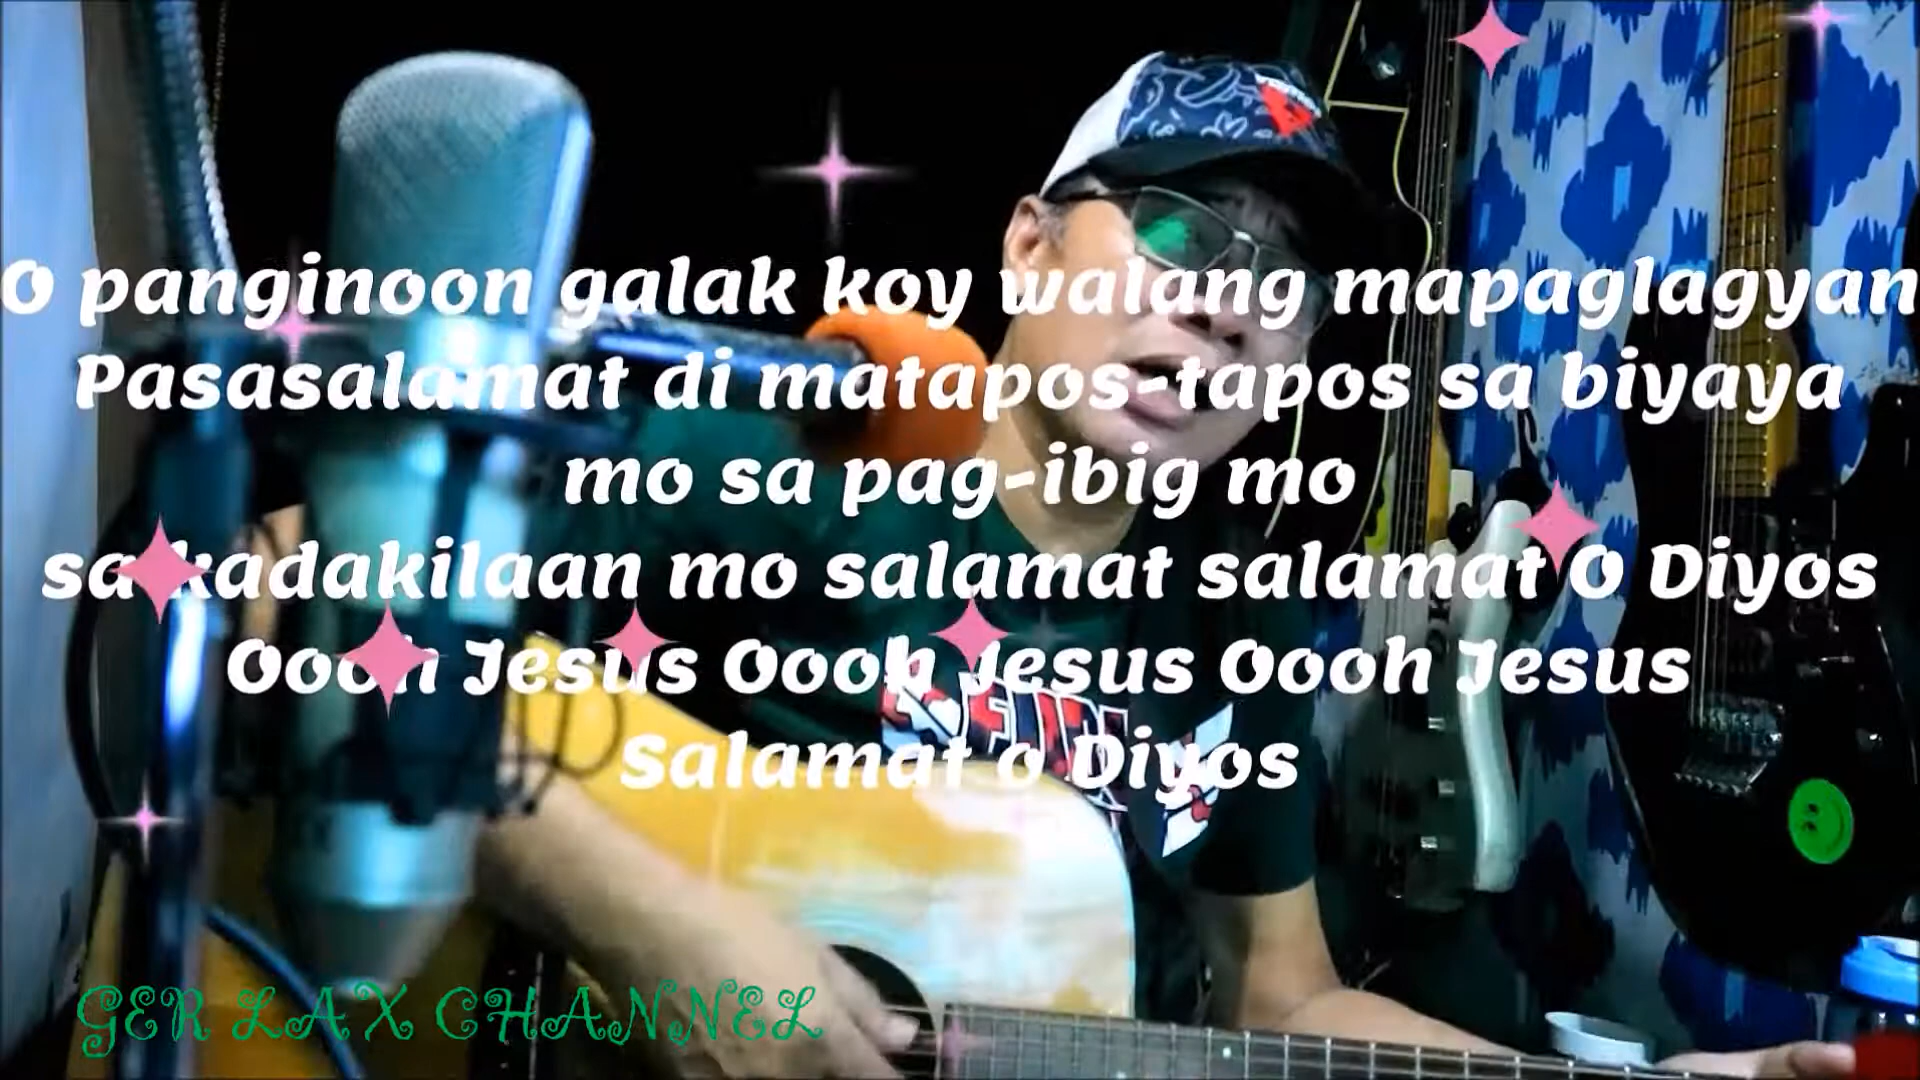 O panginoon galak koy walang mapaglagyan
Pasasalamat di matapos-tapos sa biyaya
mo sa pag-ibig mo
sa kadakilaan mo salamat salamat O Diyos
Oooh Jesus Oooh Jesus Oooh Jesus
Salamat o Diyos
GER LAX CHANNEL